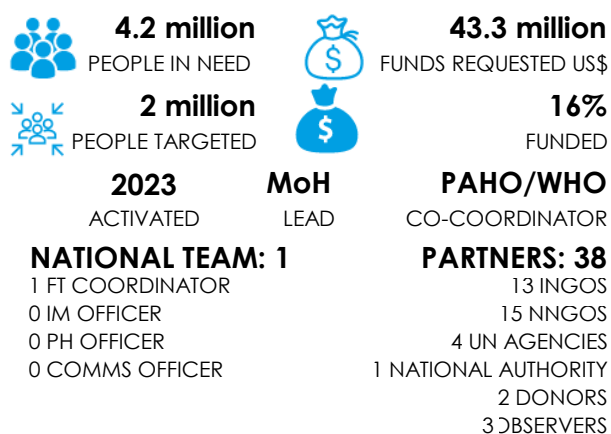 4.2 million
PEOPLE IN NEED
43.3 million
FUNDS REQUESTED US$
2 million
PEOPLE TARGETED
16%
FUNDED
2023
ACTIVATED
MoH
LEAD
PAHO/WHO
CO-COORDINATOR
NATIONAL TEAM: 1
1 FT COORDINATOR
0 IM OFFICER
0 PH OFFICER
0 COMMS OFFICER
PARTNERS: 38
13 INGOS
15 NNGOS
4 UN AGENCIES
1 NATIONAL AUTHORITY
2 DONORS
3 OBSERVERS